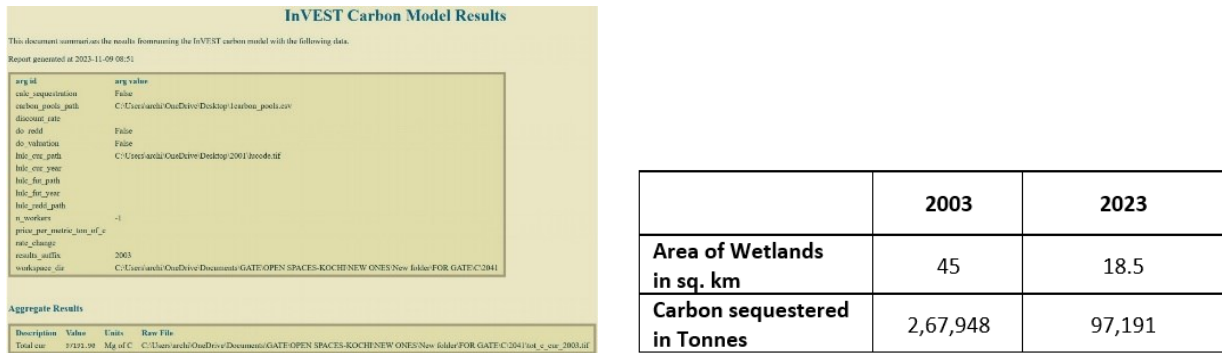 InVEST Carbon Model Results
This document summarises the results from running the InVEST carbon model with the following data.
Report generated at 2023-11-09 08:51
arg id arg value
calc_sequestration False
carbon_pools_path C:\Users\archi\OneDrive\Desktop\1carbon_pools.csv
discount_rate
do_redd False
do_valuation False
lulc_cur_path C:\Users\archi\OneDrive\Desktop\2001\lucode.tif
lulc_cur_year
lulc_fut_path
lulc_fut_year
lulc_redd_path
n_workers -1
price_per_metric_ton_of_c
rate_change
results_suffix 2003
workspace_dir C:\Users\archi\OneDrive\Documents\GATE\OPEN SPACES-KOCHI\NEW ONES\New folder\FOR GATE\C\2041
Aggregate Results
Description Value Units Raw File
Total cur 97191.90 Mg of C C:\Users\archi\OneDrive\Documents\GATE\OPEN SPACES-KOCHI\NEW ONES\New folder\FOR GATE\C\2041\tot_c_cur_2003.tif
2003 2023
Area of Wetlands
in sq. km 45 18.5
Carbon sequestered
in Tonnes 2,67,948 97,191